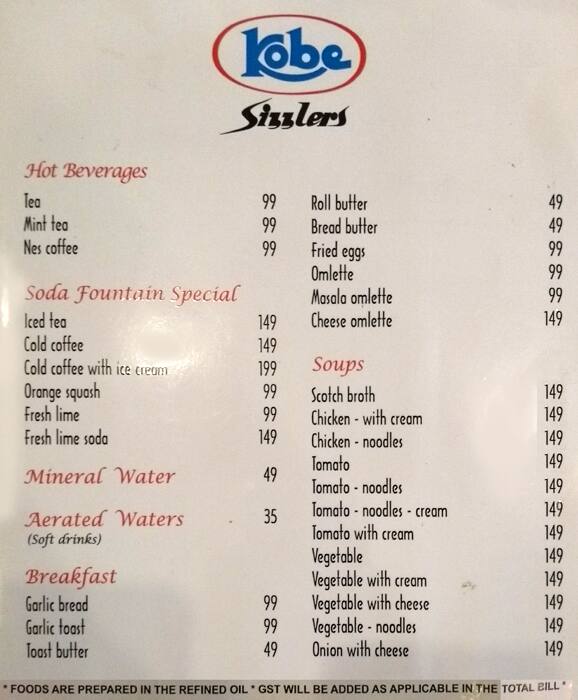 Kobe
Sizzlers
Hot Beverages
Tea 99
Mint tea 99
Nes coffee 99
Soda Fountain Special
Iced tea 149
Cold coffee 149
Cold coffee with ice cream 199
Orange squash 99
Fresh lime 99
Fresh lime soda 149
Mineral Water 49
Aerated Waters 35
(Soft drinks)
Breakfast
Garlic bread 99
Garlic toast 99
Toast butter 49
Roll butter 49
Bread butter 49
Fried eggs 99
Omlette 99
Masala omlette 99
Cheese omlette 149
Soups
Scotch broth 149
Chicken - with cream 149
Chicken - noodles 149
Tomato 149
Tomato - noodles 149
Tomato - noodles - cream 149
Tomato with cream 149
Vegetable 149
Vegetable with cream 149
Vegetable with cheese 149
Vegetable - noodles 149
Onion with cheese 149
* FOODS ARE PREPARED IN THE REFINED OIL * GST WILL BE ADDED AS APPLICABLE IN THE TOTAL BILL *